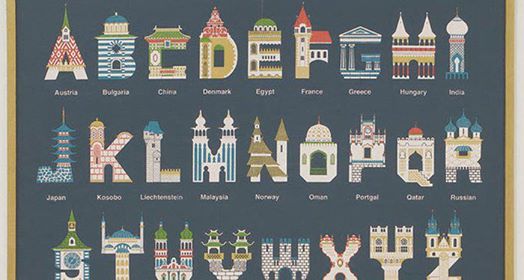 A B C D E F G H I
Austria Bulgaria China Denmark Egypt France Greece Hungary India
J K L M N O P Q R
Japan Kosobo Liechtenstein Malaysia Norway Oman Portgal Qatar Russian
S T U V W X Y Z